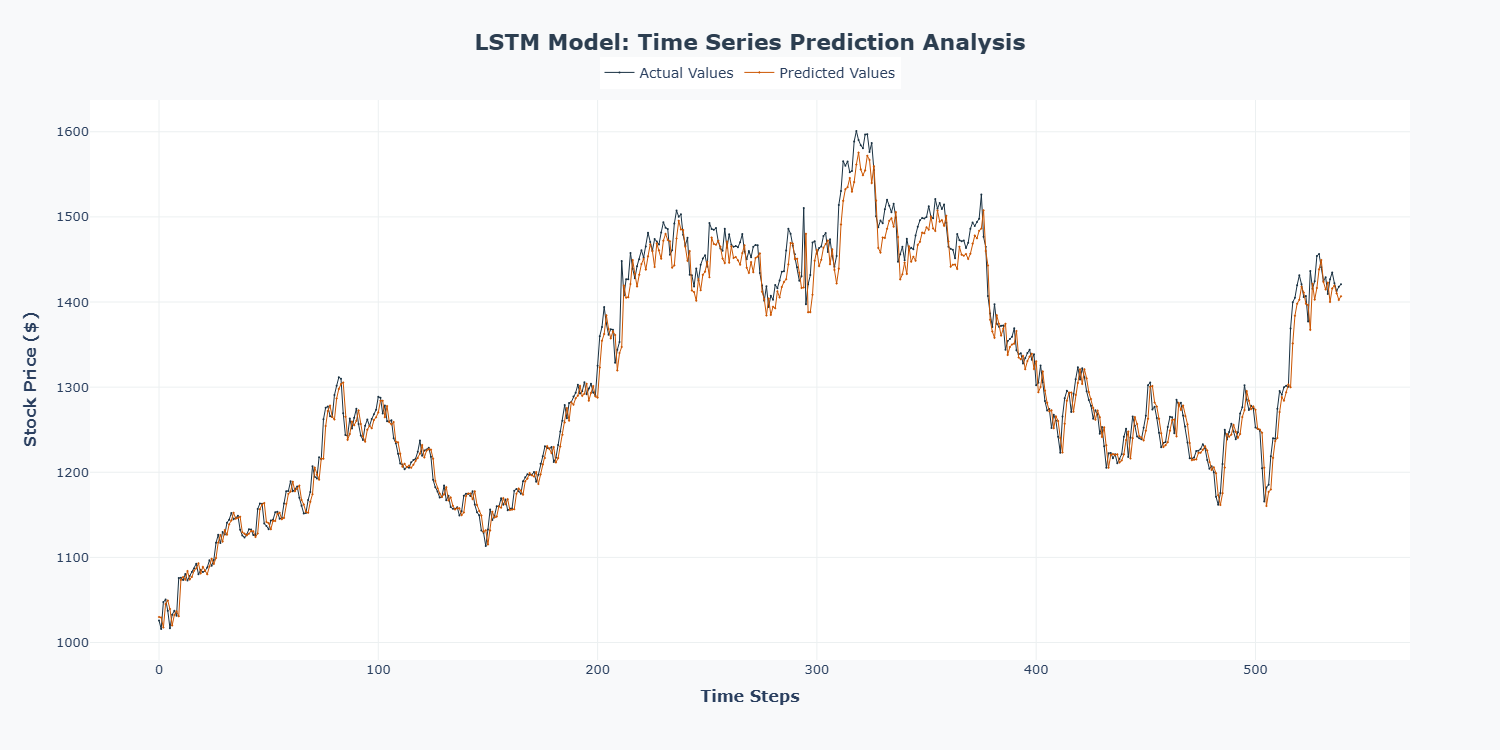 LSTM Model: Time Series Prediction Analysis
Actual Values Predicted Values
1600
1500
1400
1300
1200
1100
1000
Stock Price ($)
0 100 200 300 400 500
Time Steps